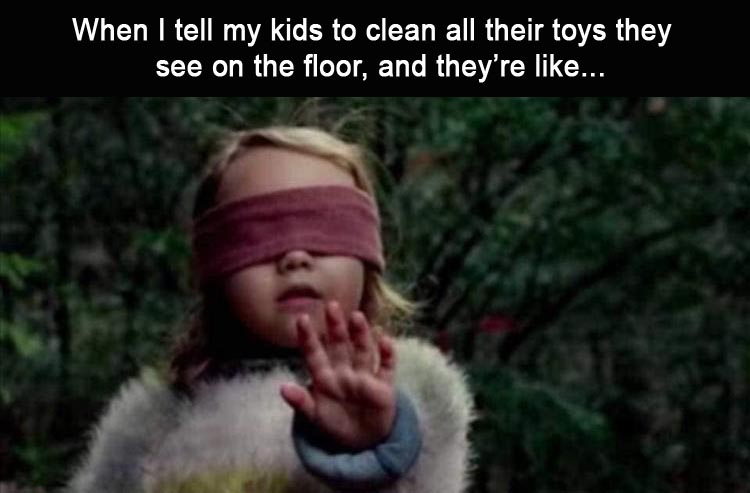 When I tell my kids to clean all their toys they
see on the floor, and they’re like...